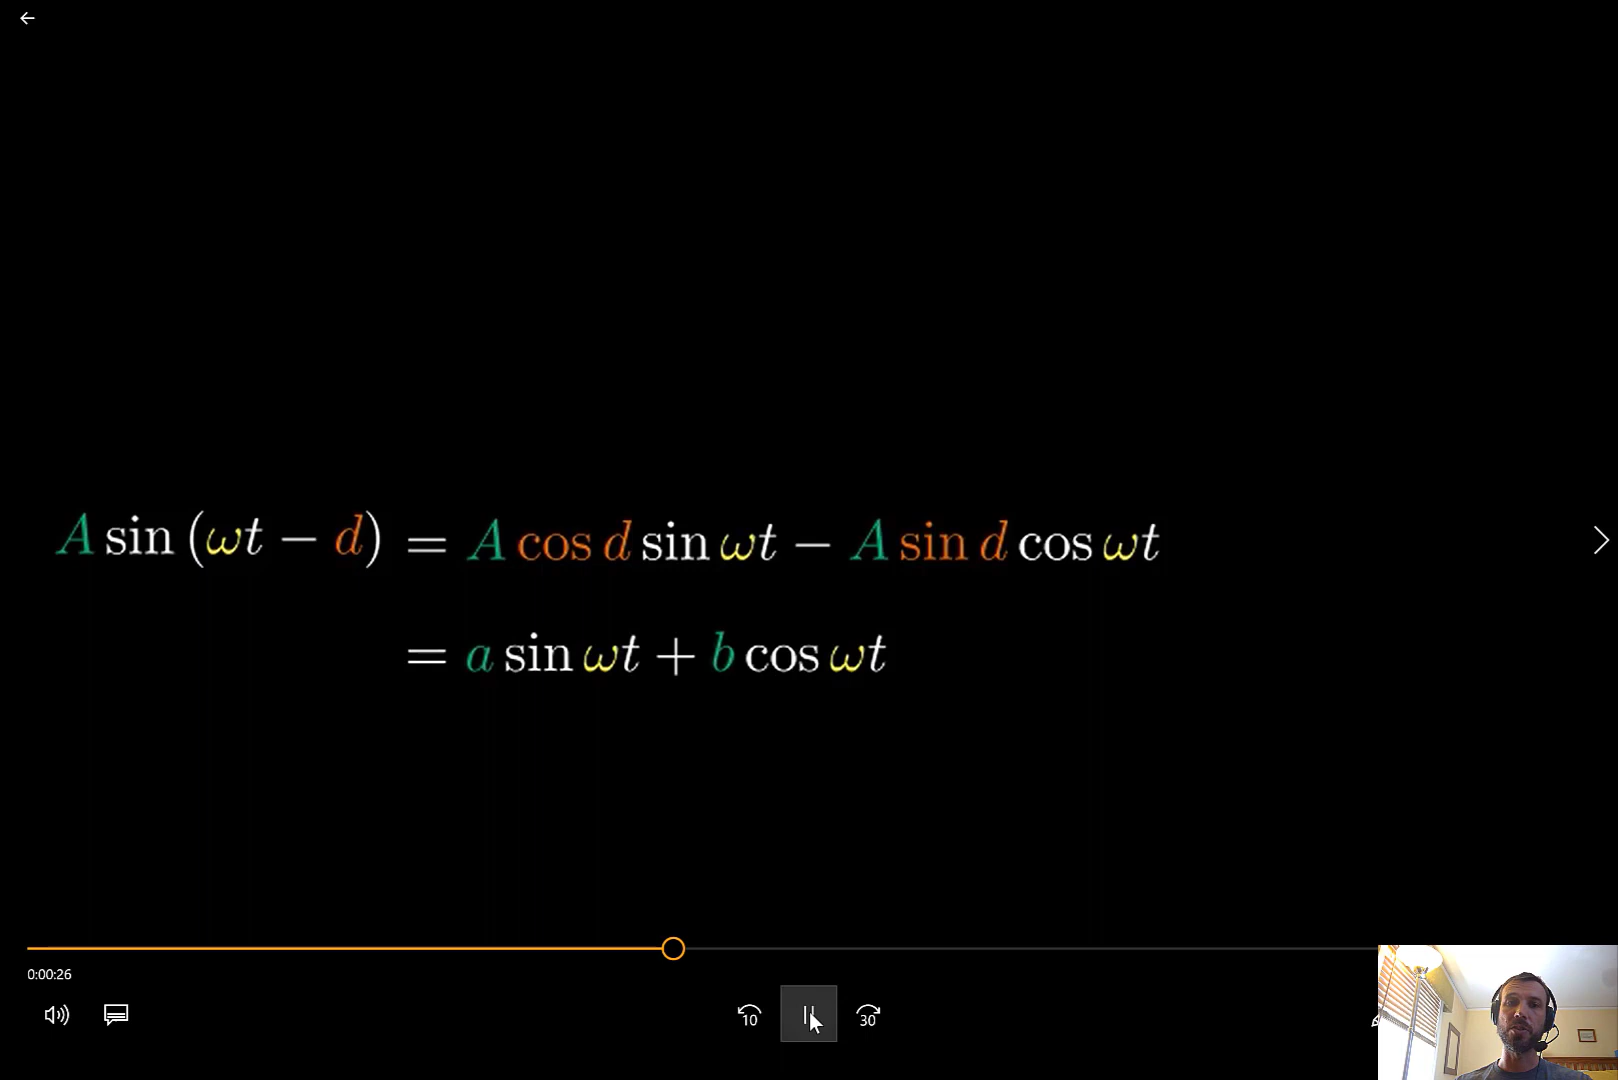 A sin (ωt − d) = A cos d sin ωt − A sin d cos ωt
= a sin ωt + b cos ωt
0:00:26
10
30